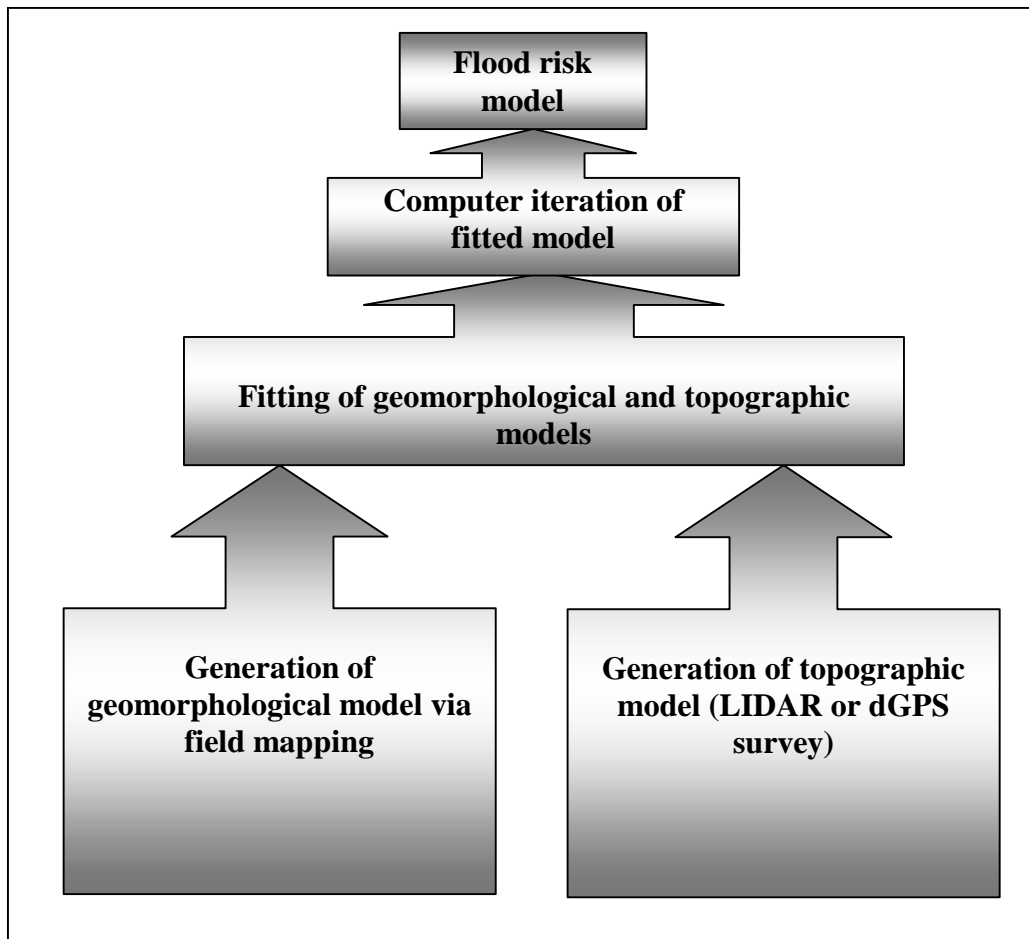 Flood risk
model
Computer iteration of
fitted model
Fitting of geomorphological and topographic
models
Generation of
geomorphological model via
field mapping
Generation of topographic
model (LIDAR or dGPS
survey)